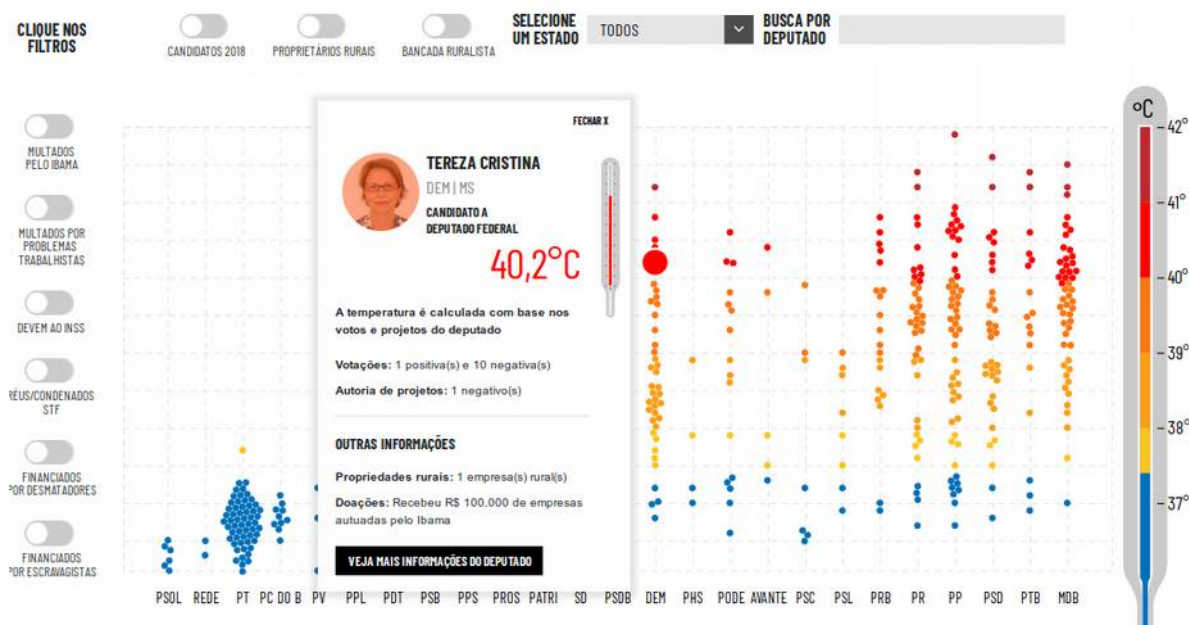 CLIQUE NOS
FILTROS
CANDIDATOS 2018
PROPRIETÁRIOS RURAIS
BANCADA RURALISTA
SELECIONE
UM ESTADO
TODOS
BUSCA POR
DEPUTADO
MULTADOS
PELO IBAMA
MULTADOS POR
PROBLEMAS
TRABALHISTAS
DEVEM AO INSS
RÉUS/CONDENADOS
STF
FINANCIADOS
POR DESMATADORES
FINANCIADOS
POR ESCRAVAGISTAS
FECHAR X
TEREZA CRISTINA
DEM | MS
CANDIDATO A
DEPUTADO FEDERAL
40,2°C
A temperatura é calculada com base nos
votos e projetos do deputado
Votações: 1 positiva(s) e 10 negativa(s)
Autoria de projetos: 1 negativo(s)
OUTRAS INFORMAÇÕES
Propriedades rurais: 1 empresa(s) rural(s)
Doações: Recebeu R$ 100.000 de empresas
autuadas pelo Ibama
VEJA MAIS INFORMAÇÕES DO DEPUTADO
°C
42°
41°
40°
39°
38°
37°
PSOL REDE PT PC DO B PV PPL PDT PSB PPS PROS PATRI SD PSDB DEM PHS PODE AVANTE PSC PSL PRB PR PP PSD PTB MDB